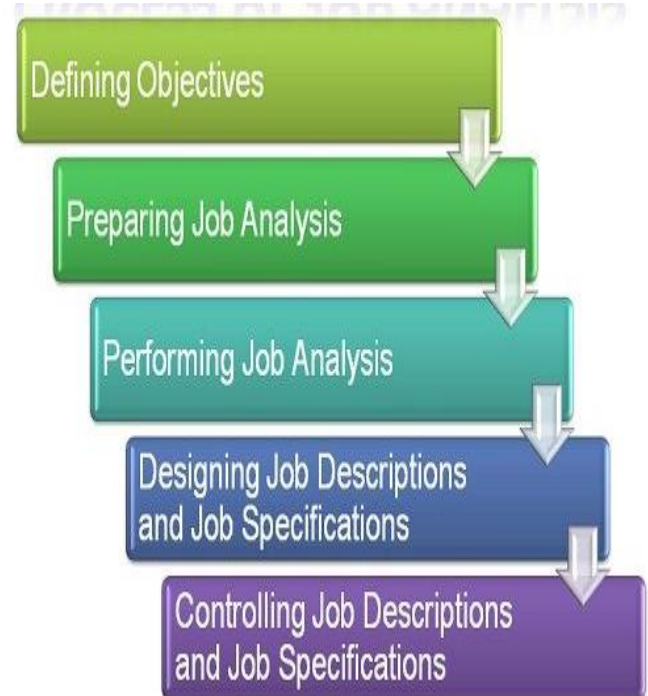 Defining Objectives
Preparing Job Analysis
Performing Job Analysis
Designing Job Descriptions
and Job Specifications
Controlling Job Descriptions
and Job Specifications